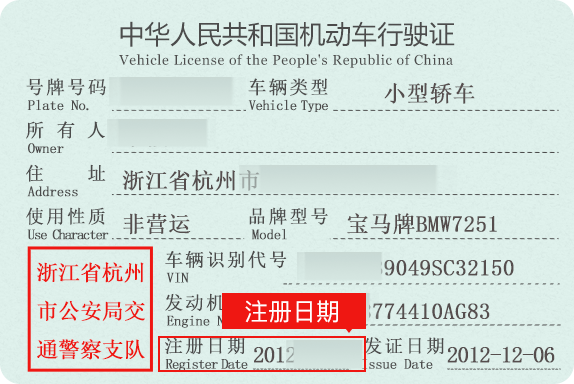 中华人民共和国机动车行驶证
Vehicle License of the People's Republic of China
号牌号码 车辆类型 小型轿车
Plate No. Vehicle Type
所有人
Owner
住址 浙江省杭州市
Address
使用性质 非营运 品牌型号 宝马牌BMW7251
Use Character Model
浙江省杭州
市公安局交
通警察支队
车辆识别代号 9049SC32150
VIN
发动机 774410AG83
Engine
注册日期
注册日期 2012 发证日期 2012-12-06
Register Date Issue Date